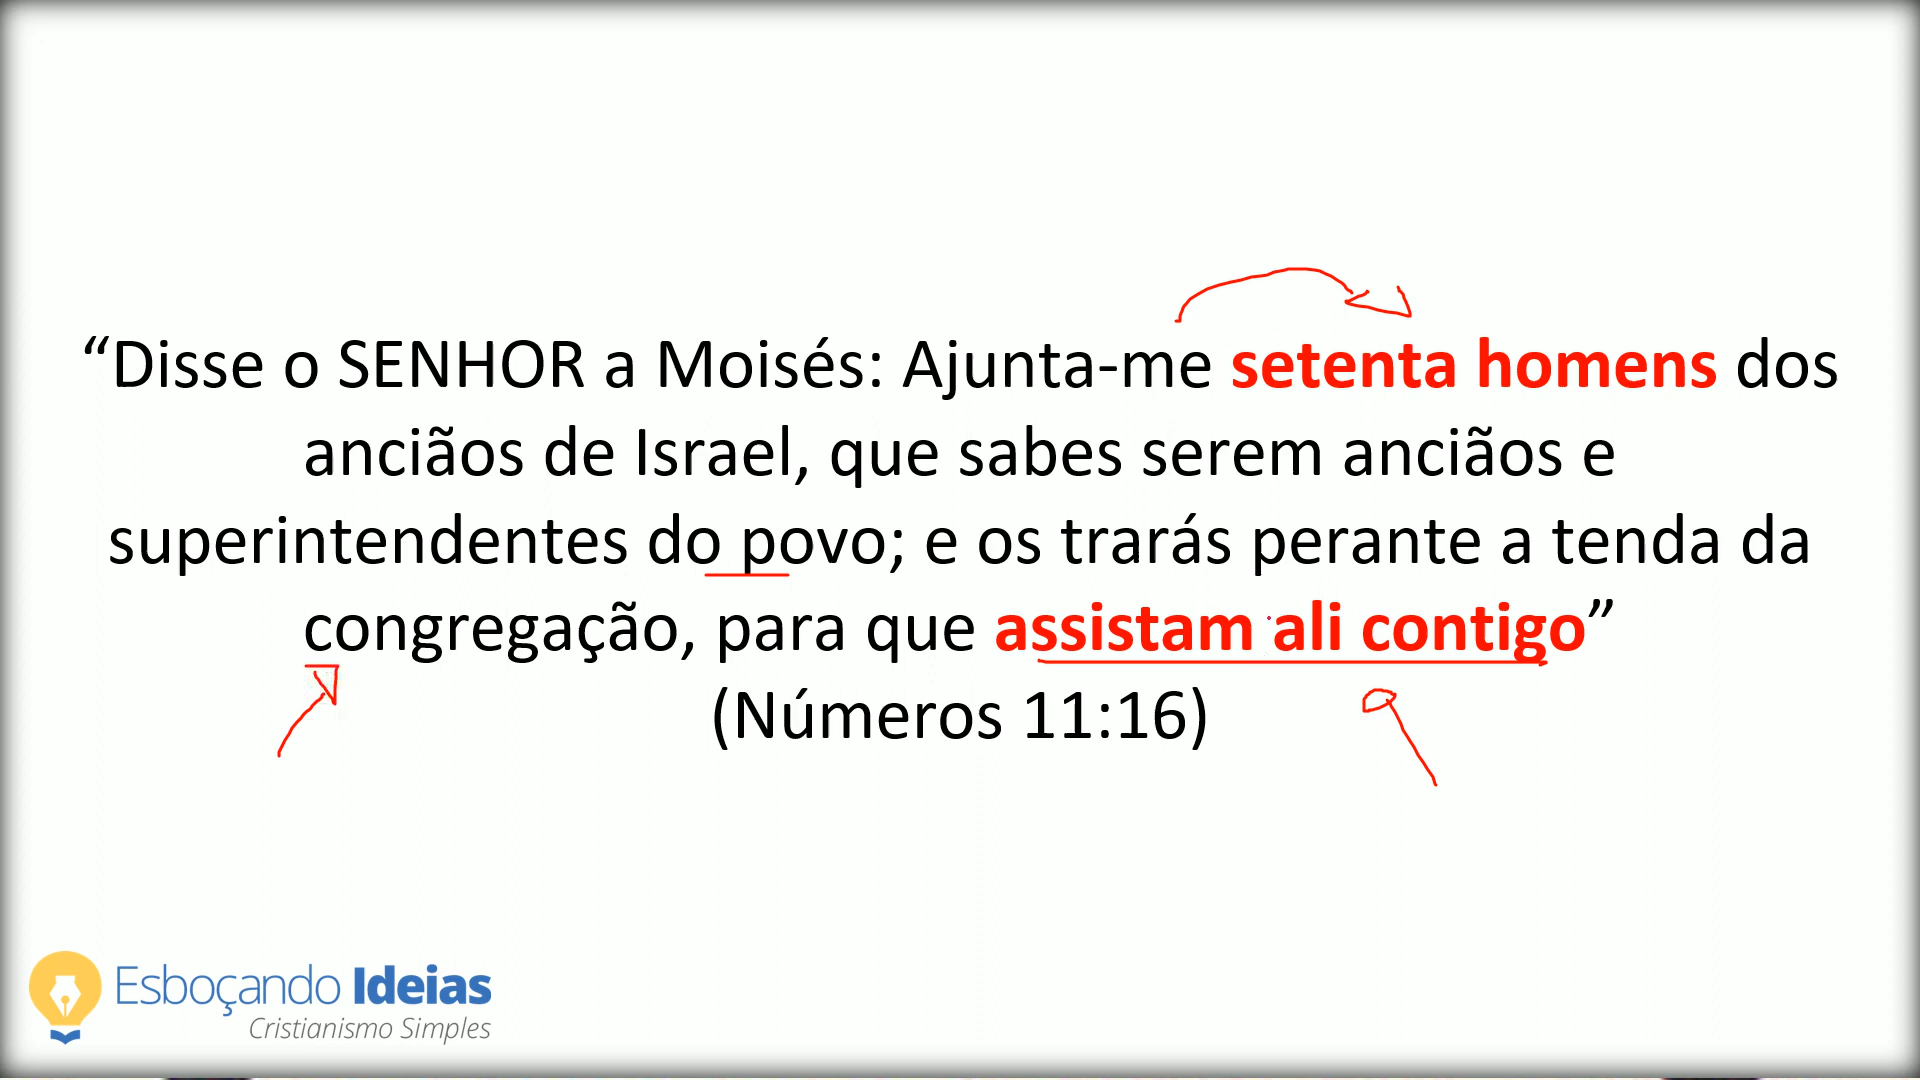 “Disse o SENHOR a Moisés: Ajunta-me setenta homens dos
anciãos de Israel, que sabes serem anciãos e
superintendentes do povo; e os trarás perante a tenda da
congregação, para que assistam ali contigo”
(Números 11:16)
Esboçando Ideias
Cristianismo Simples